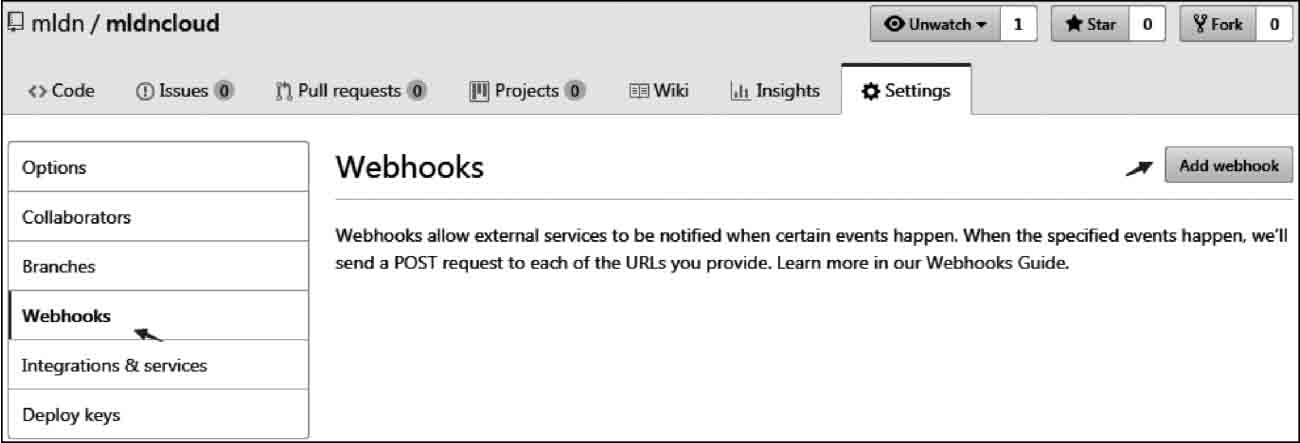 mldn / mldncloud
Unwatch 1 Star 0 Fork 0
Code Issues 0 Pull requests 0 Projects 0 Wiki Insights Settings
Options
Collaborators
Branches
Webhooks
Integrations & services
Deploy keys
Webhooks
Add webhook
Webhooks allow external services to be notified when certain events happen. When the specified events happen, we'll
send a POST request to each of the URLs you provide. Learn more in our Webhooks Guide.